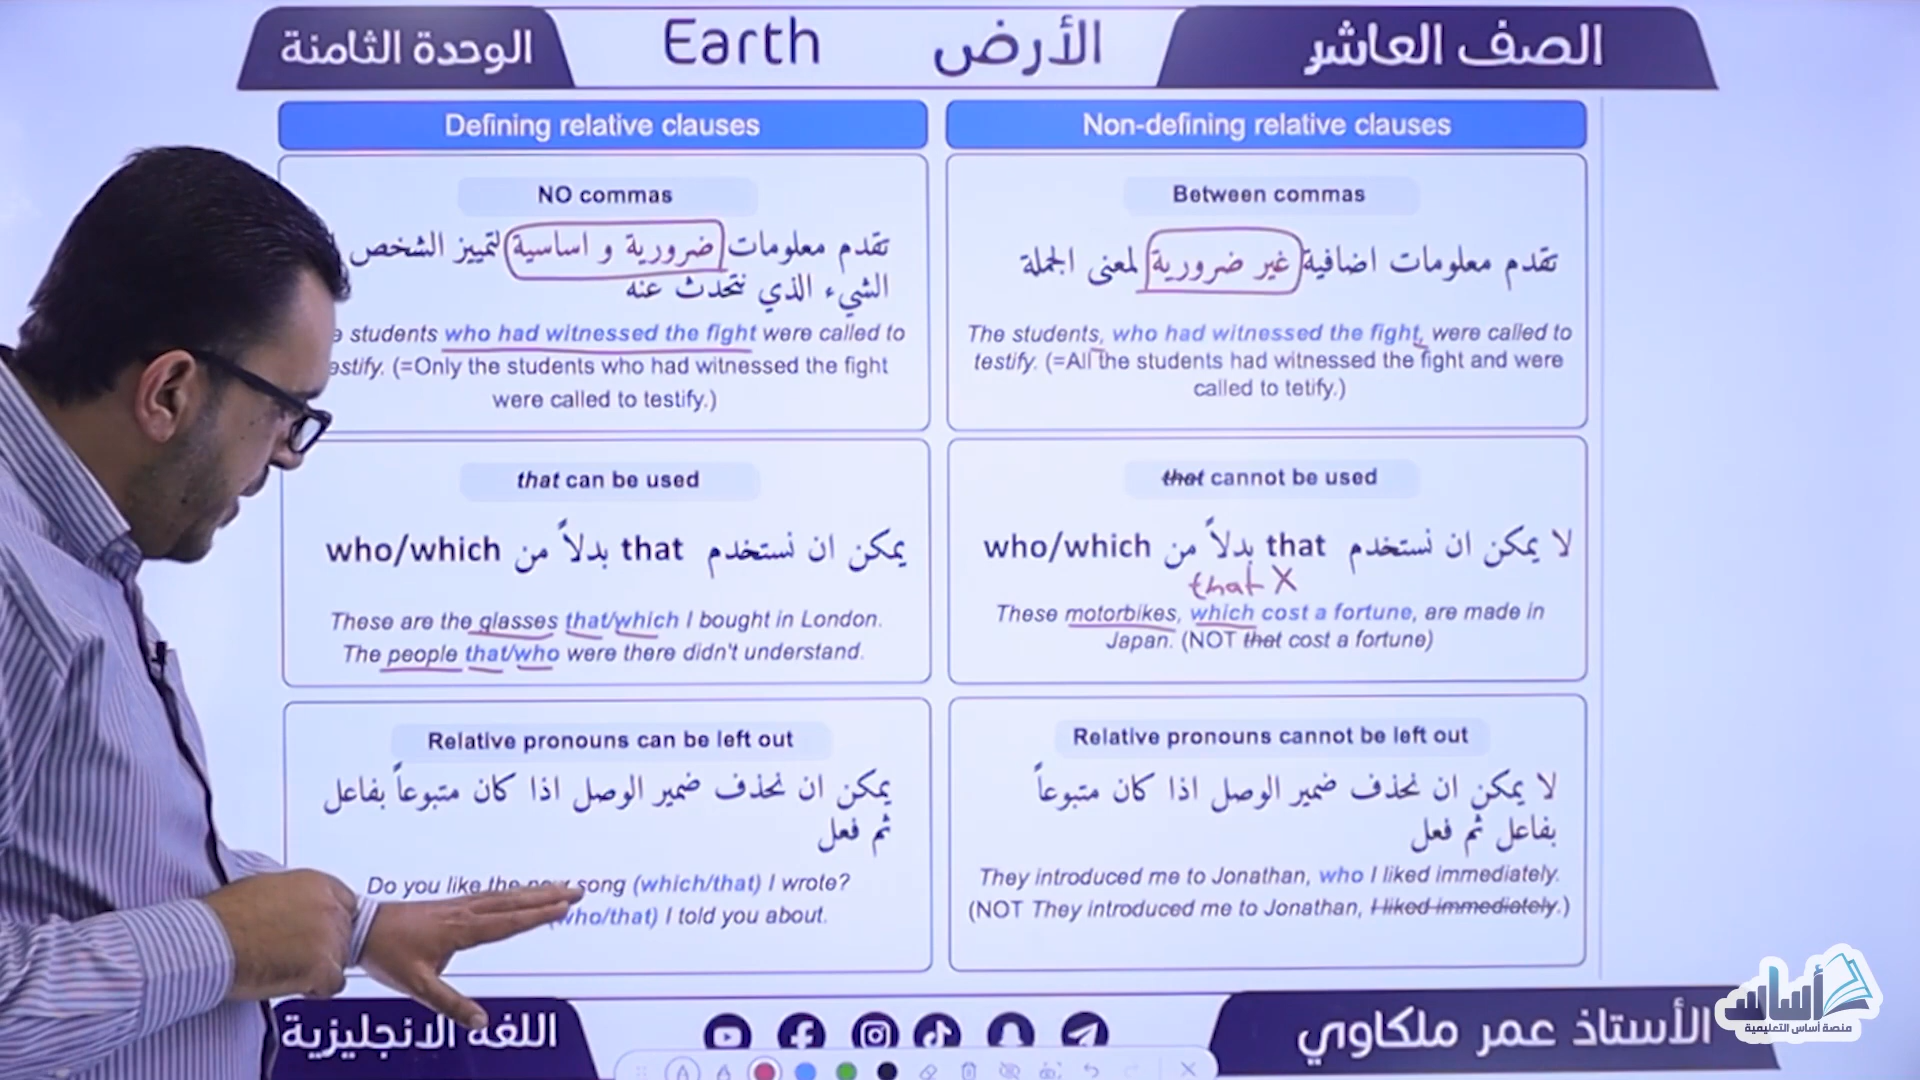 الصف العاشر
الأرض Earth
الوحدة الثامنة
Defining relative clauses
NO commas
تقدم معلومات ضرورية و اساسية لتمييز الشخص
الشيء الذي نتحدث عنه
students who had witnessed the fight were called to
(=Only the students who had witnessed the fight
were called to testify.)
that can be used
يمكن ان نستخدم that بدلاً من who/which
These are the glasses that/which I bought in London.
The people that/who were there didn't understand.
Relative pronouns can be left out
يمكن ان نحذف ضمير الوصل اذا كان متبوعاً بفاعل
ثم فعل
Do you like the new song (which/that) I wrote?
who/that) I told you about.
Non-defining relative clauses
Between commas
تقدم معلومات اضافية غير ضرورية لمعنى الجملة
The students, who had witnessed the fight, were called to
testify. (=All the students had witnessed the fight and were
called to tetify.)
that cannot be used
لا يمكن ان نستخدم that بدلاً من who/which
that X
These motorbikes, which cost a fortune, are made in
Japan. (NOT that cost a fortune)
Relative pronouns cannot be left out
لا يمكن ان نحذف ضمير الوصل اذا كان متبوعاً
بفاعل ثم فعل
They introduced me to Jonathan, who I liked immediately.
(NOT They introduced me to Jonathan, I liked immediately.)
اللغة الانجليزية
الأستاذ عمر ملكاوي
أساس
منصة أساس التعليمية